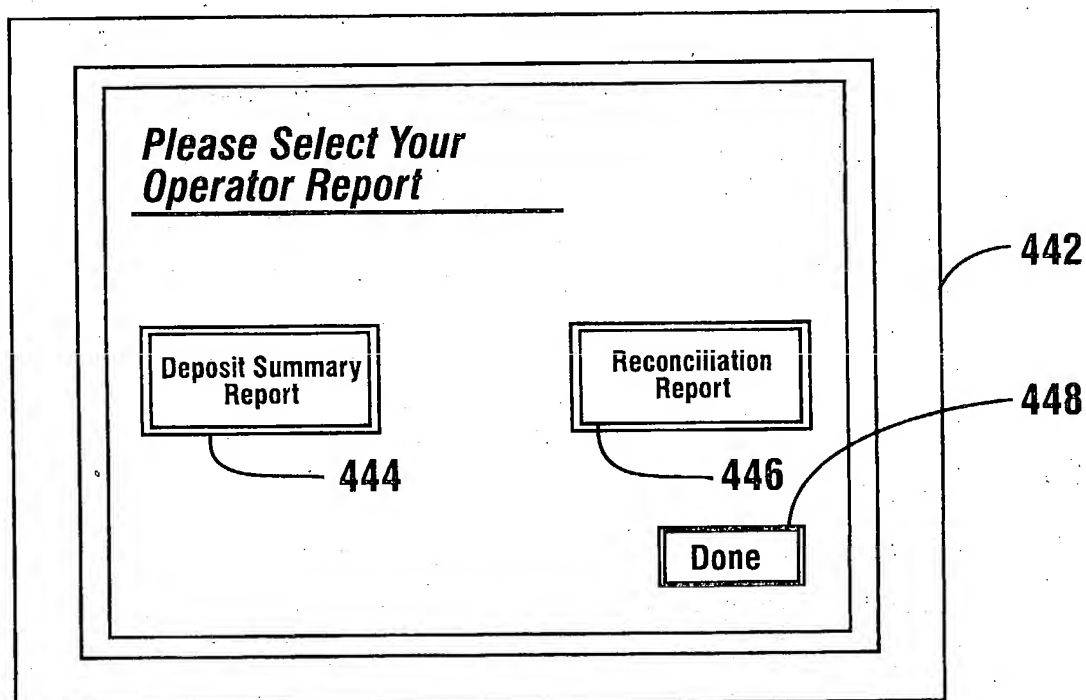 Please Select Your
Operator Report
442
Deposit Summary
Report
Reconciliation
Report
448
444
446
Done